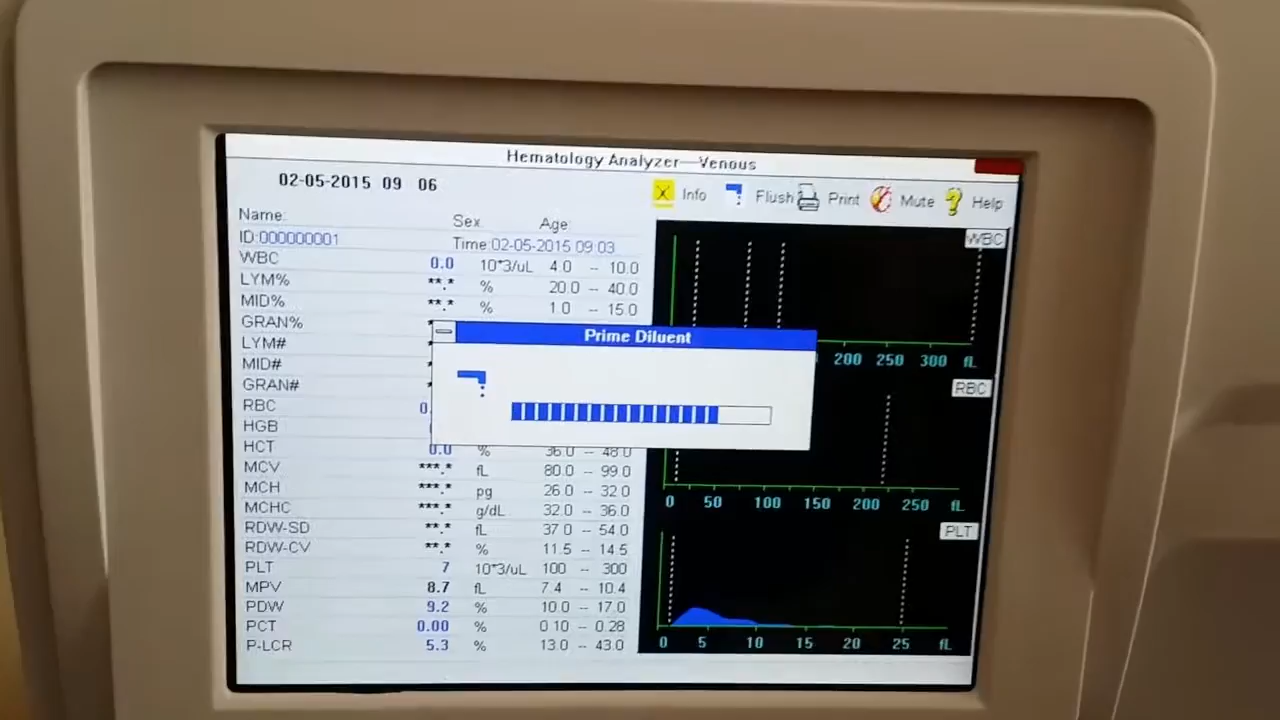 Hematology Analyzer—Venous
02-05-2015 09 06
Info Flush Print Mute Help
Name: Sex Age:
ID:000000001 Time:02-05-2015 09:03
WBC 0.0 10*3/uL 4.0 -- 10.0
LYM% **.* % 20.0 -- 40.0
MID% **.* % 1.0 -- 15.0
GRAN%
LYM#
MID#
GRAN#
RBC 0.
HGB
HCT 0.0 % 36.0 -- 48.0
MCV ***.* fL 80.0 -- 99.0
MCH ***.* pg 26.0 -- 32.0
MCHC ***.* g/dL 32.0 -- 36.0
RDW-SD **.* fL 37.0 -- 54.0
RDW-CV **.* % 11.5 -- 14.5
PLT 7 10*3/uL 100 -- 300
MPV 8.7 fL 7.4 -- 10.4
PDW 9.2 % 10.0 -- 17.0
PCT 0.00 % 0.10 -- 0.28
P-LCR 5.3 % 13.0 -- 43.0
Prime Diluent
WBC
200 250 300 fL
RBC
0 50 100 150 200 250 fL
PLT
0 5 10 15 20 25 fL